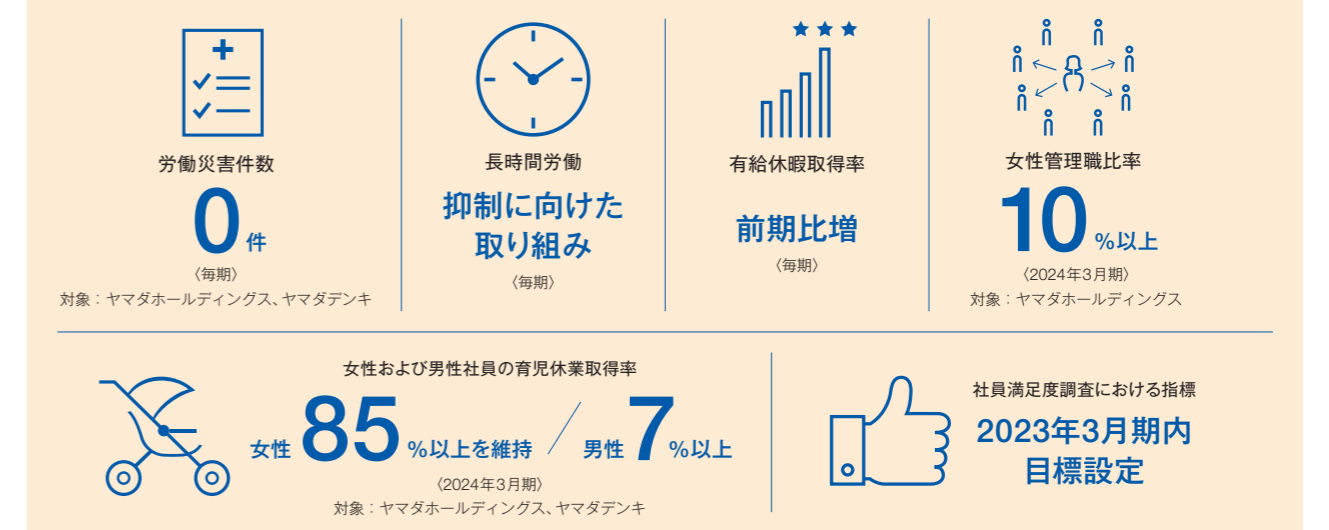 労働災害件数
0件
〈毎期〉
対象：ヤマダホールディングス、ヤマダデンキ
長時間労働
抑制に向けた
取り組み
〈毎期〉
有給休暇取得率
前期比増
〈毎期〉
女性管理職比率
10%以上
〈2024年3月期〉
対象：ヤマダホールディングス
女性および男性社員の育児休業取得率
女性 85%以上を維持 / 男性 7%以上
〈2024年3月期〉
対象：ヤマダホールディングス、ヤマダデンキ
社員満足度調査における指標
2023年3月期内
目標設定